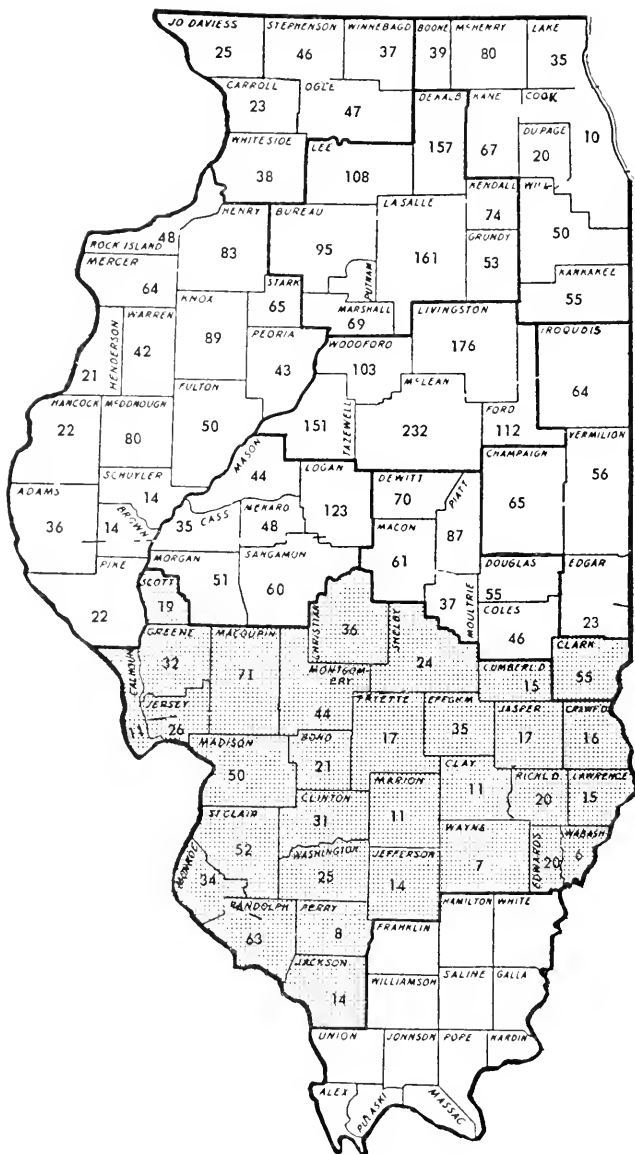 JO DAVIESS STEPHENSON WINNEBAGO BOONE McHENRY LAKE
25 46 37 39 80 35
CARROLL OGLE DEKALB KANE COOK
23 47 157 67 10
DUPAGE
20
WHITESIDE LEE KENDALL WILL
38 108 74 50
ROCK ISLAND HENRY BUREAU LASALLE GRUNDY
48 83 95 161 53
PUTNAM
MERCER STARK KANKAKEE
64 65 55
KNOX MARSHALL LIVINGSTON IROQUOIS
89 69 176 64
HENDERSON WARREN PEORIA WOODFORD
21 42 43 103
HANCOCK McDONOUGH FULTON TAZEWELL McLEAN FORD VERMILION
22 80 50 151 232 112 56
MASON LOGAN DEWITT PIATT CHAMPAIGN
44 123 70 87 65
SCHUYLER
14
ADAMS BROWN CASS MENARD MACON
36 14 35 48 61
PIKE MORGAN SANGAMON MOULTRIE DOUGLAS EDGAR
22 51 60 37 55 23
SCOTT COLES
19 46
CHRISTIAN SHELBY CLARK
36 24 55
GREENE MACOUPIN CUMBERLD
32 71 15
CALHOUN MONTGOM-
ERY
11 44
JERSEY FAYETTE EFFGHM JASPER CRAWFD
26 17 35 17 16
MADISON BOND
50 21
MARION CLAY RICHLD LAWRENCE
11 11 20 15
CLINTON
31
ST CLAIR WAYNE EDWARDS WABASH
52 7 20 6
WASHINGTON JEFFERSON
25 14
MONROE
34
RANDOLPH PERRY HAMILTON WHITE
63 8
FRANKLIN
JACKSON
14
WILLIAMSON SALINE GALLA
UNION JOHNSON POPE HARDIN
ALEX PULASKI MASSAC